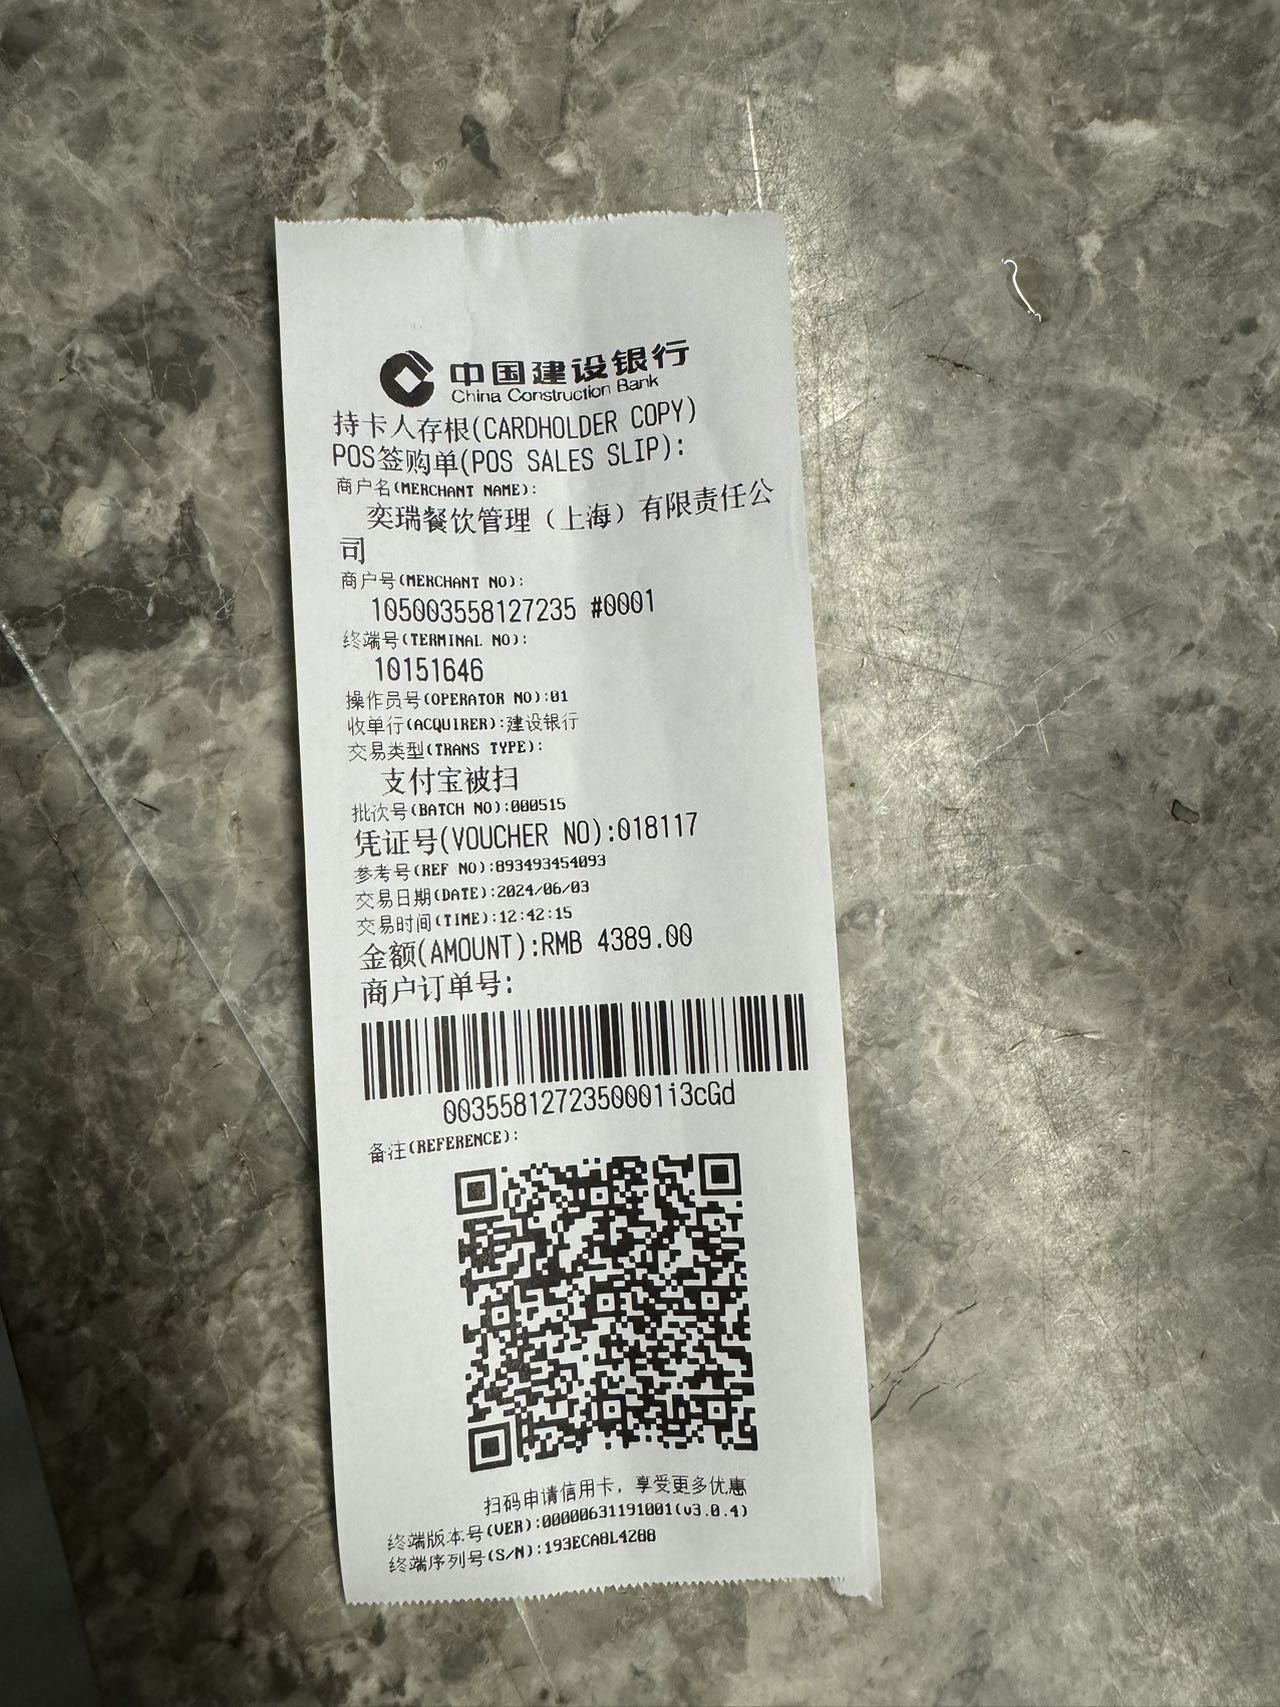 中国建设银行
China Construction Bank
持卡人存根(CARDHOLDER COPY)
POS签购单(POS SALES SLIP):
商户名(MERCHANT NAME):
奕瑞餐饮管理（上海）有限责任公
司
商户号(MERCHANT NO):
105003558127235 #0001
终端号(TERMINAL NO):
10151646
操作员号(OPERATOR NO):01
收单行(ACQUIRER):建设银行
交易类型(TRANS TYPE):
支付宝被扫
批次号(BATCH NO):000515
凭证号(VOUCHER NO):018117
参考号(REF NO):893493454093
交易日期(DATE):2024/06/03
交易时间(TIME):12:42:15
金额(AMOUNT):RMB 4389.00
商户订单号:
0035581272350001i3cGd
备注(REFERENCE):
扫码申请信用卡，享受更多优惠
终端版本号(VER):00000631191001(v3.0.4)
终端序列号(S/N):193ECA8L4288